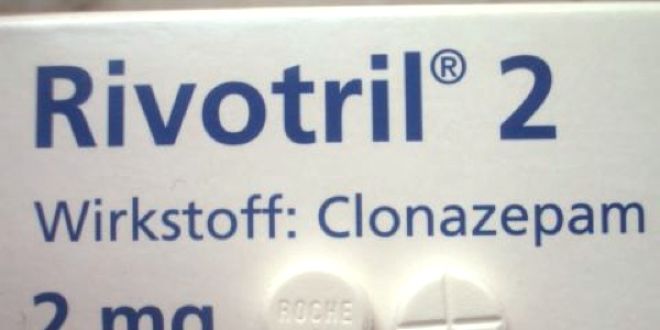 Rivotril® 2
Wirkstoff: Clonazepam
2 mg
ROCHE